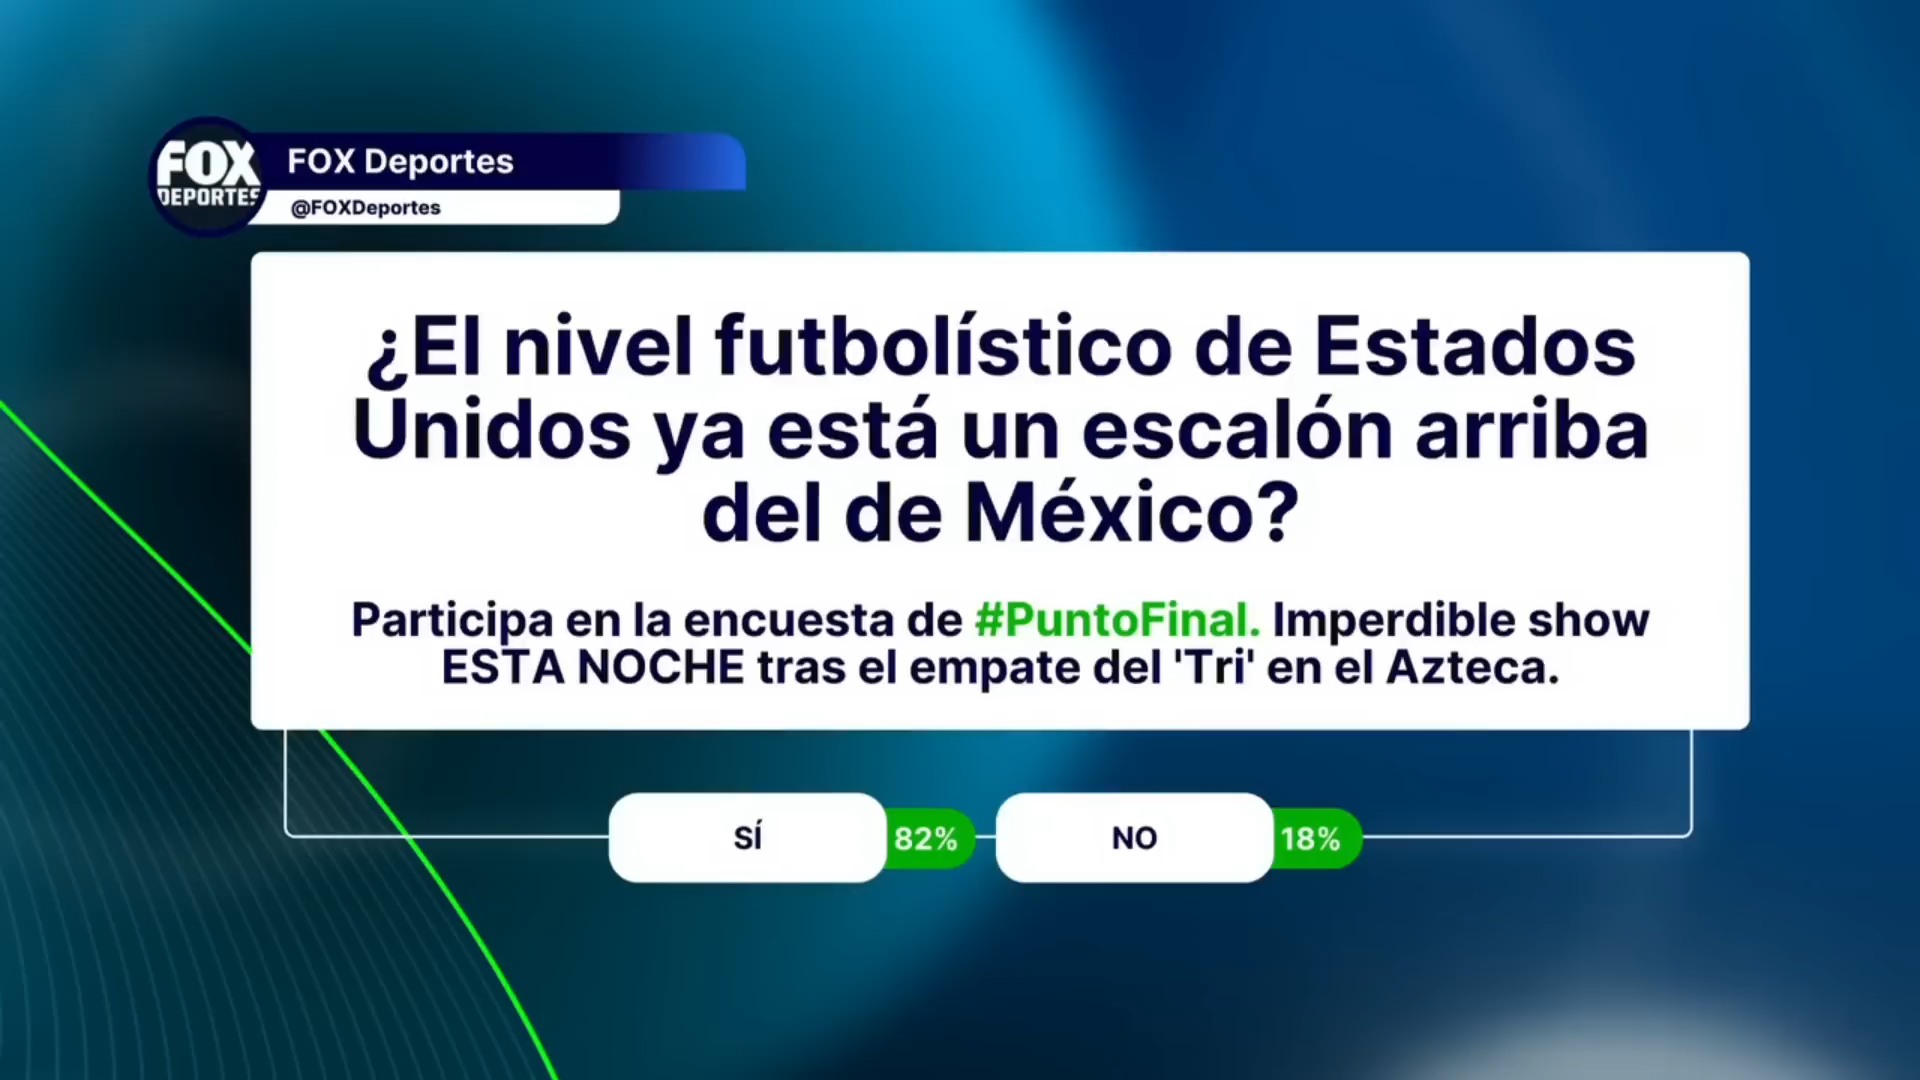 FOX
DEPORTES
FOX Deportes
@FOXDeportes
¿El nivel futbolístico de Estados
Unidos ya está un escalón arriba
del de México?
Participa en la encuesta de #PuntoFinal. Imperdible show
ESTA NOCHE tras el empate del 'Tri' en el Azteca.
SÍ 82% NO 18%